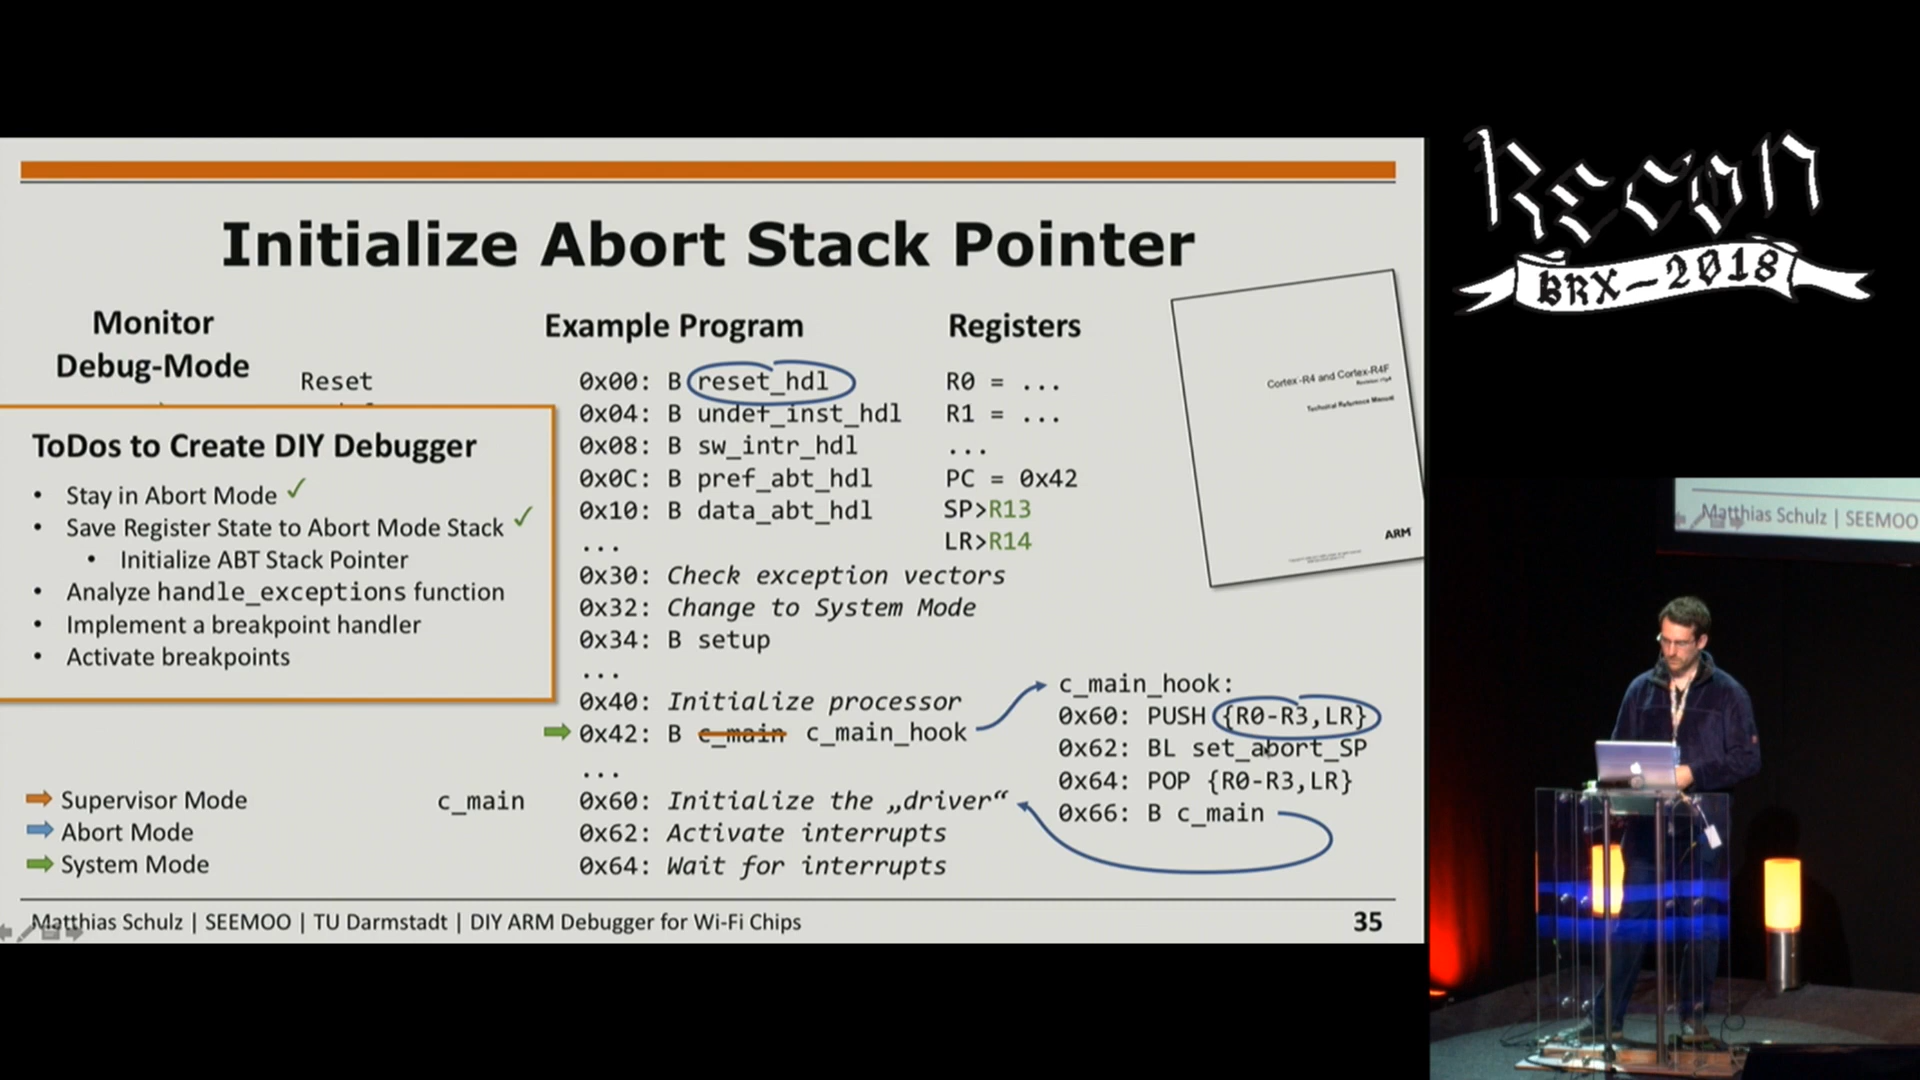 Initialize Abort Stack Pointer
Monitor
Debug-Mode
Reset
ToDos to Create DIY Debugger
• Stay in Abort Mode ✓
• Save Register State to Abort Mode Stack ✓
• Initialize ABT Stack Pointer
• Analyze handle_exceptions function
• Implement a breakpoint handler
• Activate breakpoints
Supervisor Mode
Abort Mode
System Mode
c_main
Example Program
0x00: B reset_hdl
0x04: B undef_inst_hdl
0x08: B sw_intr_hdl
0x0C: B pref_abt_hdl
0x10: B data_abt_hdl
...
0x30: Check exception vectors
0x32: Change to System Mode
0x34: B setup
...
0x40: Initialize processor
0x42: B c_main c_main_hook
...
0x60: Initialize the „driver“
0x62: Activate interrupts
0x64: Wait for interrupts
Registers
R0 = ...
R1 = ...
...
PC = 0x42
SP>R13
LR>R14
c_main_hook:
0x60: PUSH {R0-R3,LR}
0x62: BL set_abort_SP
0x64: POP {R0-R3,LR}
0x66: B c_main
Cortex-R4 and Cortex-R4F
Technical Reference Manual
ARM
Matthias Schulz | SEEMOO | TU Darmstadt | DIY ARM Debugger for Wi-Fi Chips
35
Recon
BRX-2018
Matthias Schulz | SEEMOO